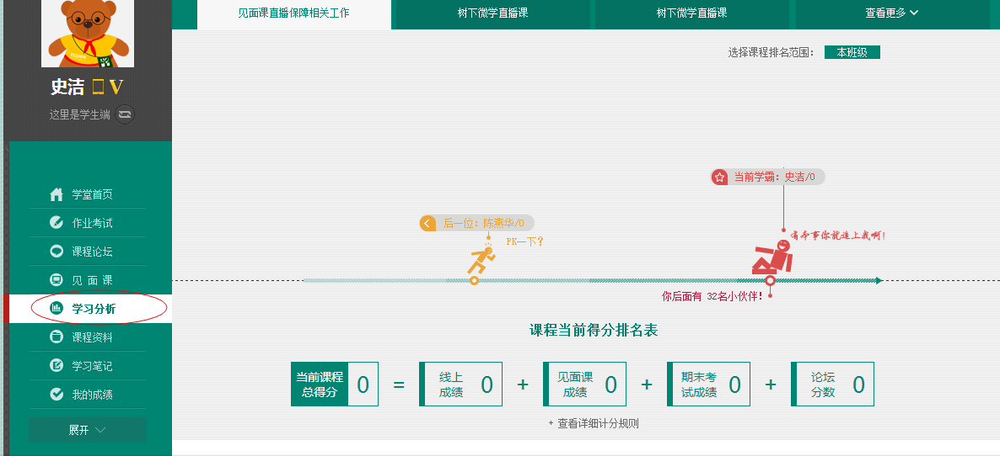 见面课直播保障相关工作
树下微学直播课
树下微学直播课
查看更多
选择课程排名范围：
本班级
史洁 V
这里是学生端
学堂首页
作业考试
课程论坛
见 面 课
学习分析
课程资料
学习笔记
我的成绩
展开
当前学霸：史洁/0
后一位：陈燕华/0
PK一下？
有本事你就追上我啊！
你后面有 32名小伙伴！
课程当前得分排名表
当前课程
总得分
0
=
线上
成绩
0
+
见面课
成绩
0
+
期末考
试成绩
0
+
论坛
分数
0
+ 查看详细计分规则